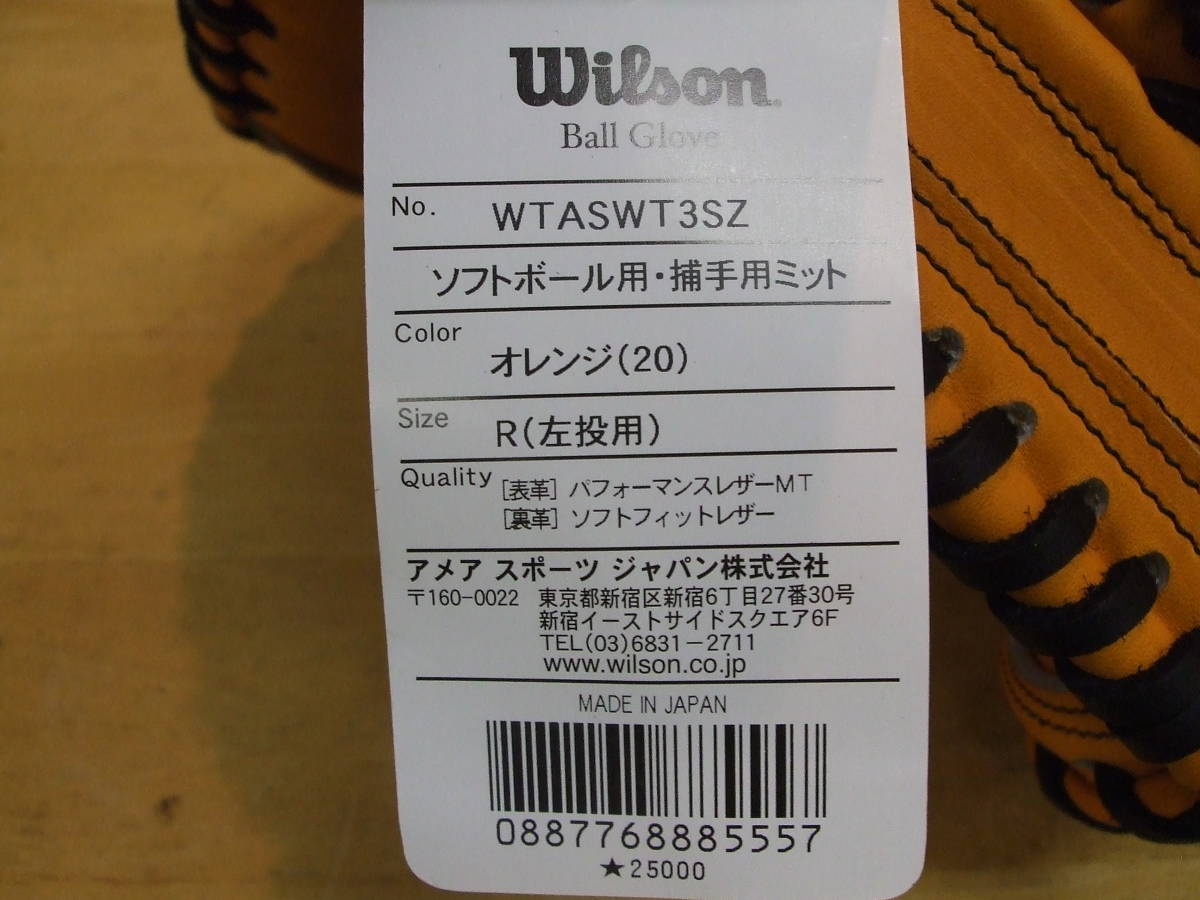 Wilson
Ball Glove
No. WTASWT3SZ
ソフトボール用・捕手用ミット
Color オレンジ(20)
Size R(左投用)
Quality [表革] パフォーマンスレザーMT
[裏革] ソフトフィットレザー
アメア スポーツ ジャパン株式会社
〒160-0022 東京都新宿区新宿6丁目27番30号
新宿イーストサイドスクエア6F
TEL(03)6831-2711
www.wilson.co.jp
MADE IN JAPAN
0887768885557
★25000